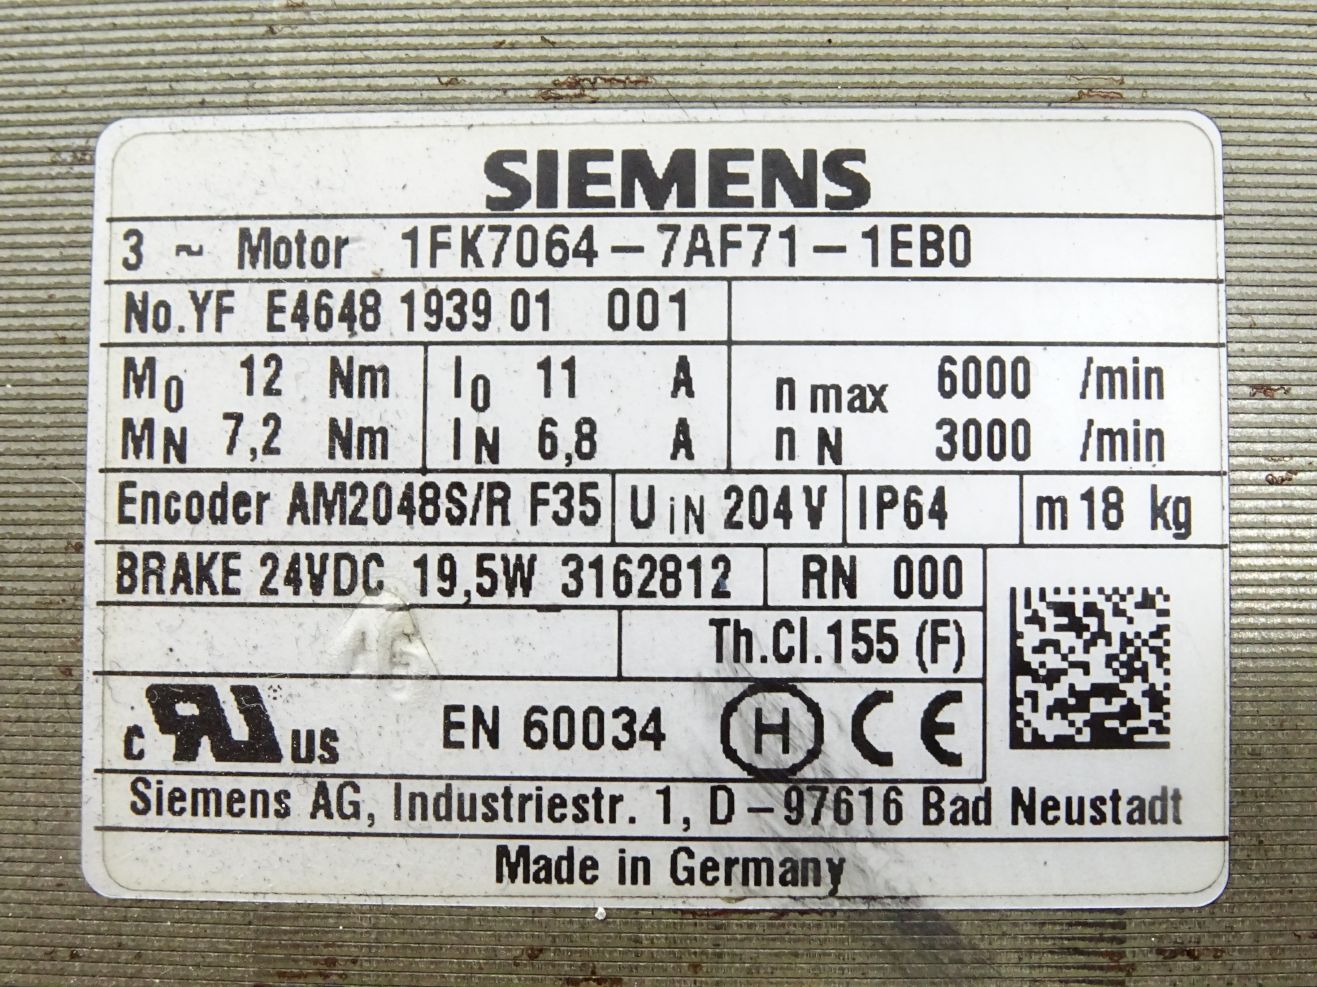 SIEMENS
3 ~ Motor 1FK7064-7AF71-1EB0
No.YF E4648 1939 01 001
M0 12 Nm I0 11 A n max 6000 /min
MN 7,2 Nm IN 6,8 A n N 3000 /min
Encoder AM2048S/R F35 UiN 204 V IP64 m 18 kg
BRAKE 24VDC 19,5W 3162812 RN 000
16
Th.Cl.155 (F)
c RU US EN 60034 H CE
Siemens AG, Industriestr. 1, D-97616 Bad Neustadt
Made in Germany